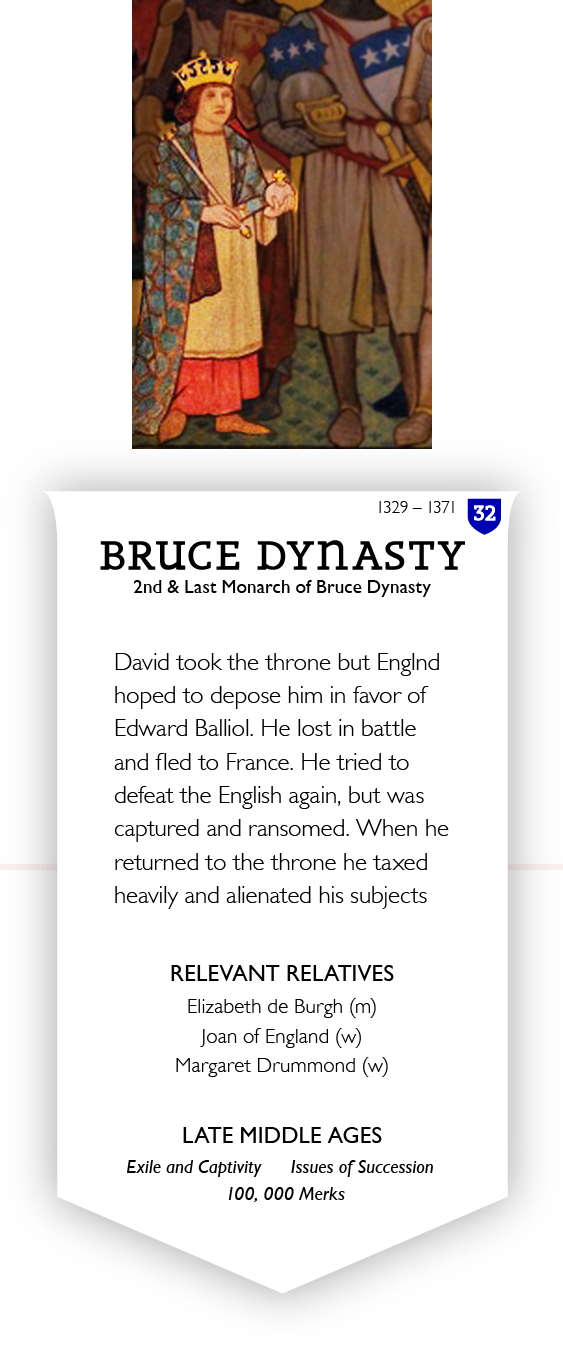 1329 – 1371 32
BRUCE DYNASTY
2nd & Last Monarch of Bruce Dynasty
David took the throne but Englnd
hoped to depose him in favor of
Edward Balliol. He lost in battle
and fled to France. He tried to
defeat the English again, but was
captured and ransomed. When he
returned to the throne he taxed
heavily and alienated his subjects
RELEVANT RELATIVES
Elizabeth de Burgh (m)
Joan of England (w)
Margaret Drummond (w)
LATE MIDDLE AGES
Exile and Captivity Issues of Succession
100, 000 Merks